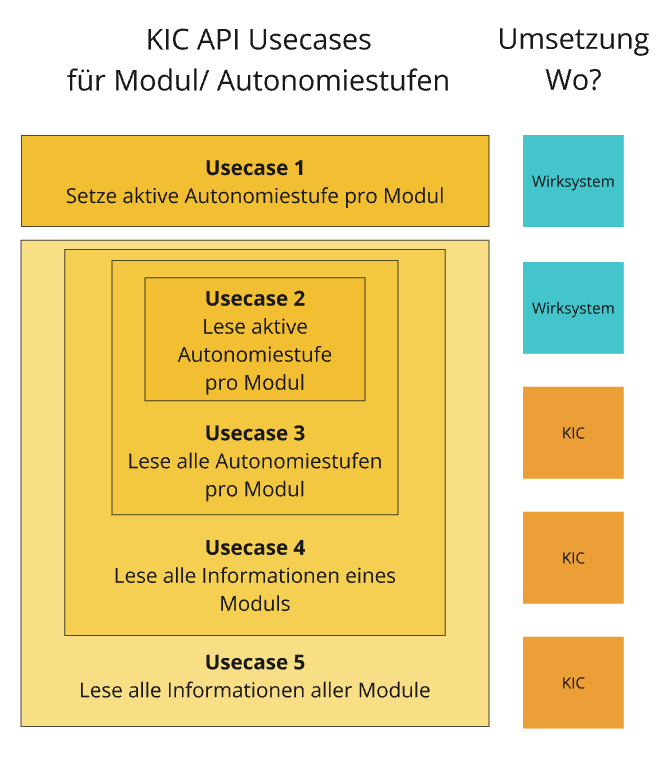 KIC API Usecases
für Modul/ Autonomiestufen
Umsetzung
Wo?
Usecase 1
Setze aktive Autonomiestufe pro Modul
Wirksystem
Usecase 2
Lese aktive
Autonomiestufe
pro Modul
Wirksystem
Usecase 3
Lese alle Autonomiestufen
pro Modul
KIC
Usecase 4
Lese alle Informationen eines
Moduls
KIC
Usecase 5
Lese alle Informationen aller Module
KIC